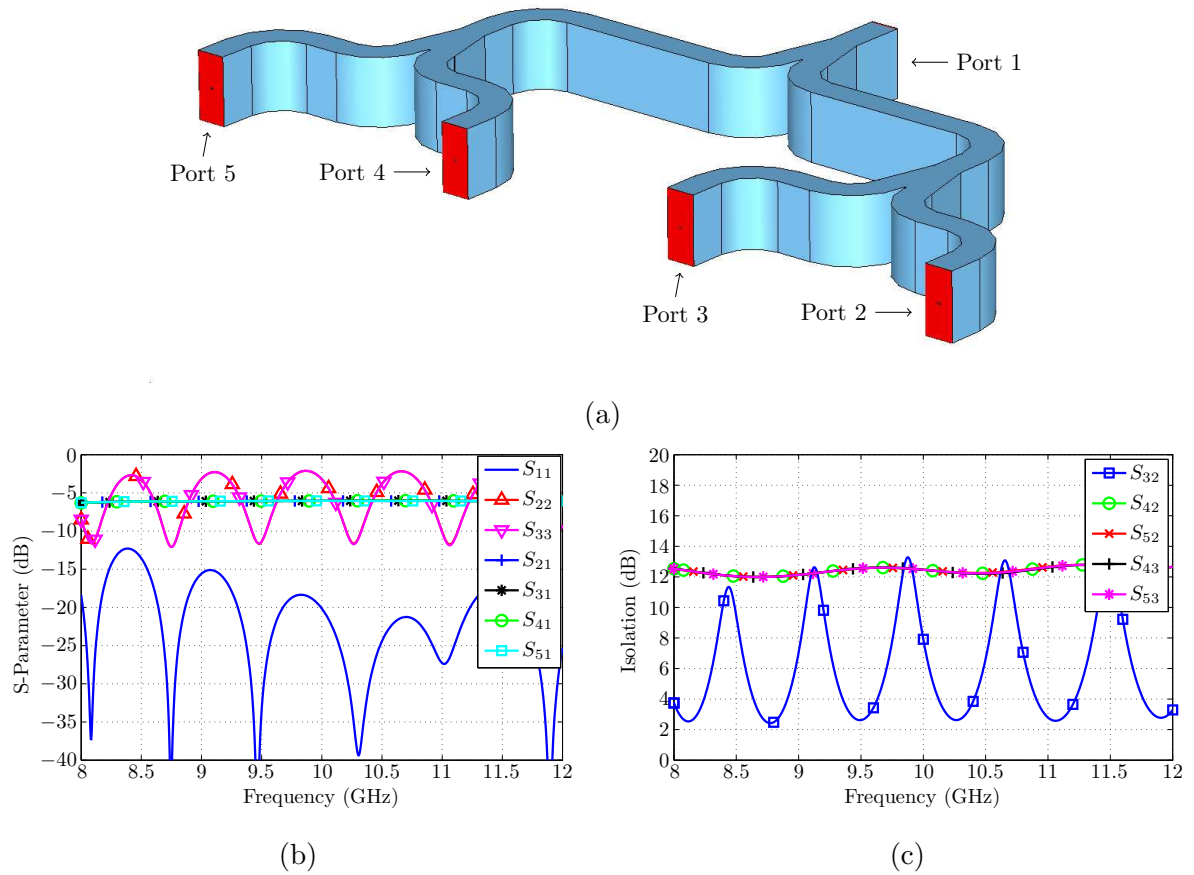 Port 1
Port 5
Port 4
Port 3
Port 2
(a)
S-Parameter (dB)
0
−5
−10
−15
−20
−25
−30
−35
−40
8 8.5 9 9.5 10 10.5 11 11.5 12
Frequency (GHz)
S11
S22
S33
S21
S31
S41
S51
(b)
Isolation (dB)
20
18
16
14
12
10
8
6
4
2
0
8 8.5 9 9.5 10 10.5 11 11.5 12
Frequency (GHz)
S32
S42
S52
S43
S53
(c)